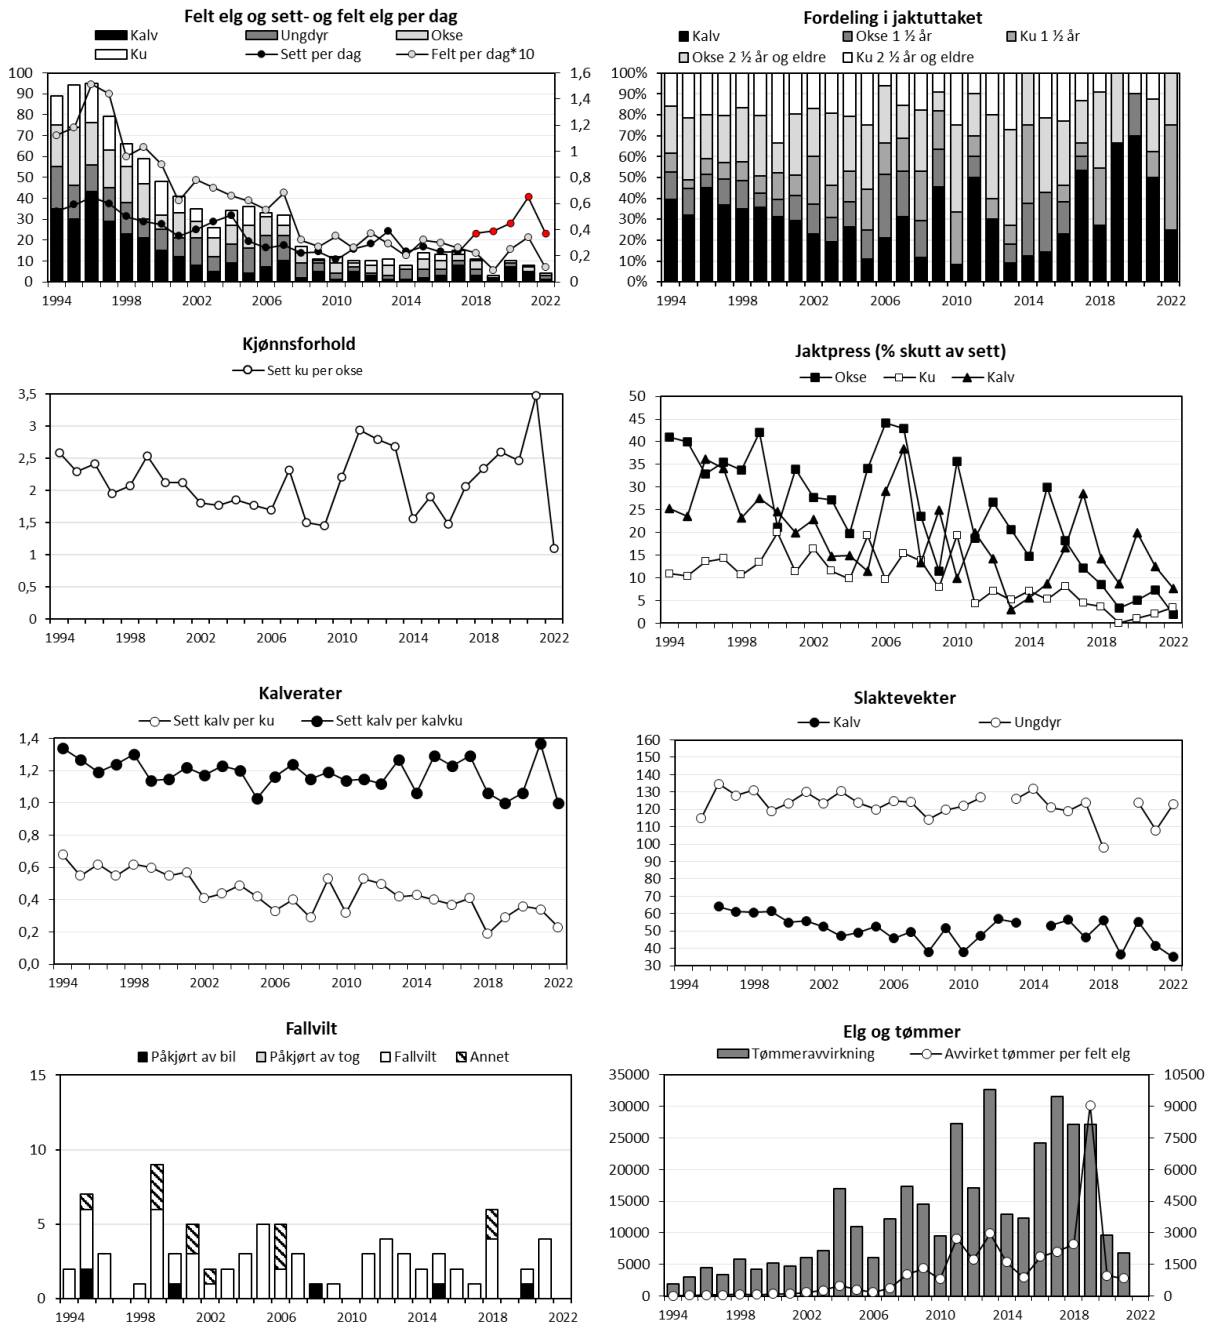 Felt elg og sett- og felt elg per dag
Kalv Ungdyr Okse
Ku Sett per dag Felt per dag*10
100 1,6
90 1,4
80 1,2
70
60 1
50 0,8
40 0,6
30
20 0,4
10 0,2
0 0
1994 1998 2002 2006 2010 2014 2018 2022
Fordeling i jaktuttaket
Kalv Okse 1 ½ år Ku 1 ½ år
Okse 2 ½ år og eldre Ku 2 ½ år og eldre
100%
90%
80%
70%
60%
50%
40%
30%
20%
10%
0%
1994 1998 2002 2006 2010 2014 2018 2022
Kjønnsforhold
Sett ku per okse
3,5
3
2,5
2
1,5
1
0,5
0
1994 1998 2002 2006 2010 2014 2018 2022
Jaktpress (% skutt av sett)
Okse Ku Kalv
50
45
40
35
30
25
20
15
10
5
0
1994 1998 2002 2006 2010 2014 2018 2022
Kalverater
Sett kalv per ku Sett kalv per kalvku
1,4
1,2
1,0
0,8
0,6
0,4
0,2
0,0
1994 1998 2002 2006 2010 2014 2018 2022
Slaktevekter
Kalv Ungdyr
160
150
140
130
120
110
100
90
80
70
60
50
40
30
1994 1998 2002 2006 2010 2014 2018 2022
Fallvilt
Påkjørt av bil Påkjørt av tog Fallvilt Annet
15
10
5
0
1994 1998 2002 2006 2010 2014 2018 2022
Elg og tømmer
Tømmeravvirkning Avvirket tømmer per felt elg
35000 10500
30000 9000
25000 7500
20000 6000
15000 4500
10000 3000
5000 1500
0 0
1994 1998 2002 2006 2010 2014 2018 2022